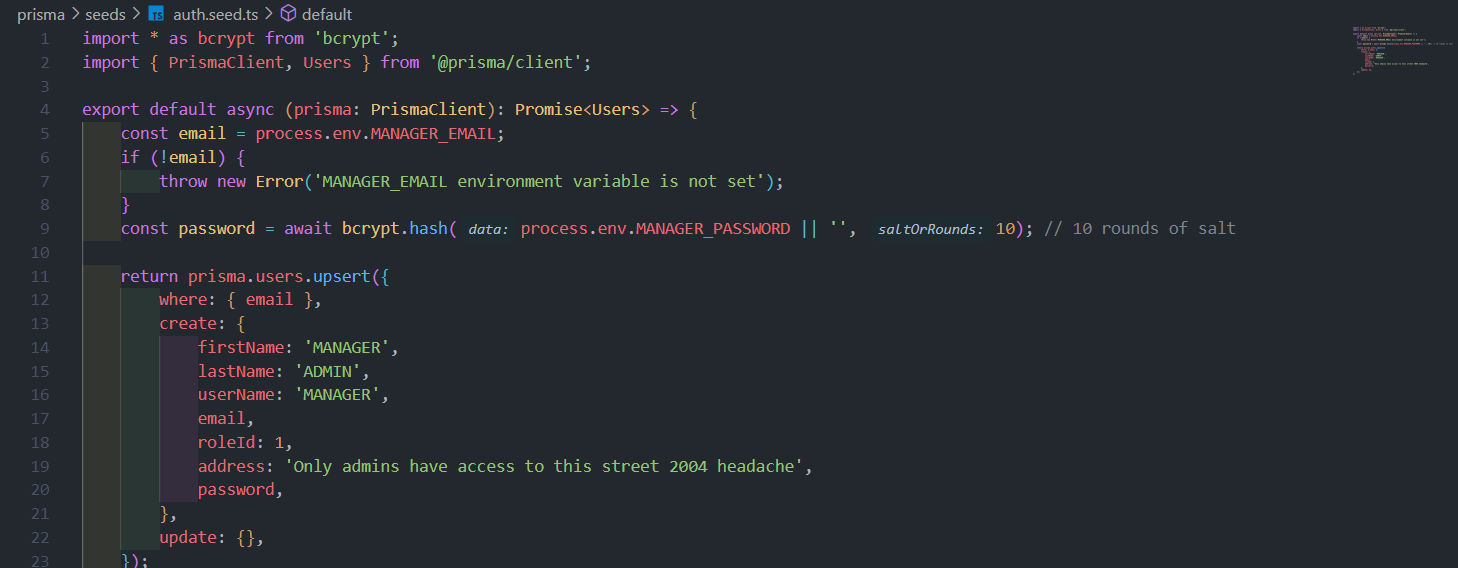 prisma > seeds > TS auth.seed.ts > default
1 import * as bcrypt from 'bcrypt';
2 import { PrismaClient, Users } from '@prisma/client';
3
4 export default async (prisma: PrismaClient): Promise<Users> => {
5 const email = process.env.MANAGER_EMAIL;
6 if (!email) {
7 throw new Error('MANAGER_EMAIL environment variable is not set');
8 }
9 const password = await bcrypt.hash( data: process.env.MANAGER_PASSWORD || '', saltOrRounds: 10); // 10 rounds of salt
10
11 return prisma.users.upsert({
12 where: { email },
13 create: {
14 firstName: 'MANAGER',
15 lastName: 'ADMIN',
16 userName: 'MANAGER',
17 email,
18 roleId: 1,
19 address: 'Only admins have access to this street 2004 headache',
20 password,
21 },
22 update: {},
23 });